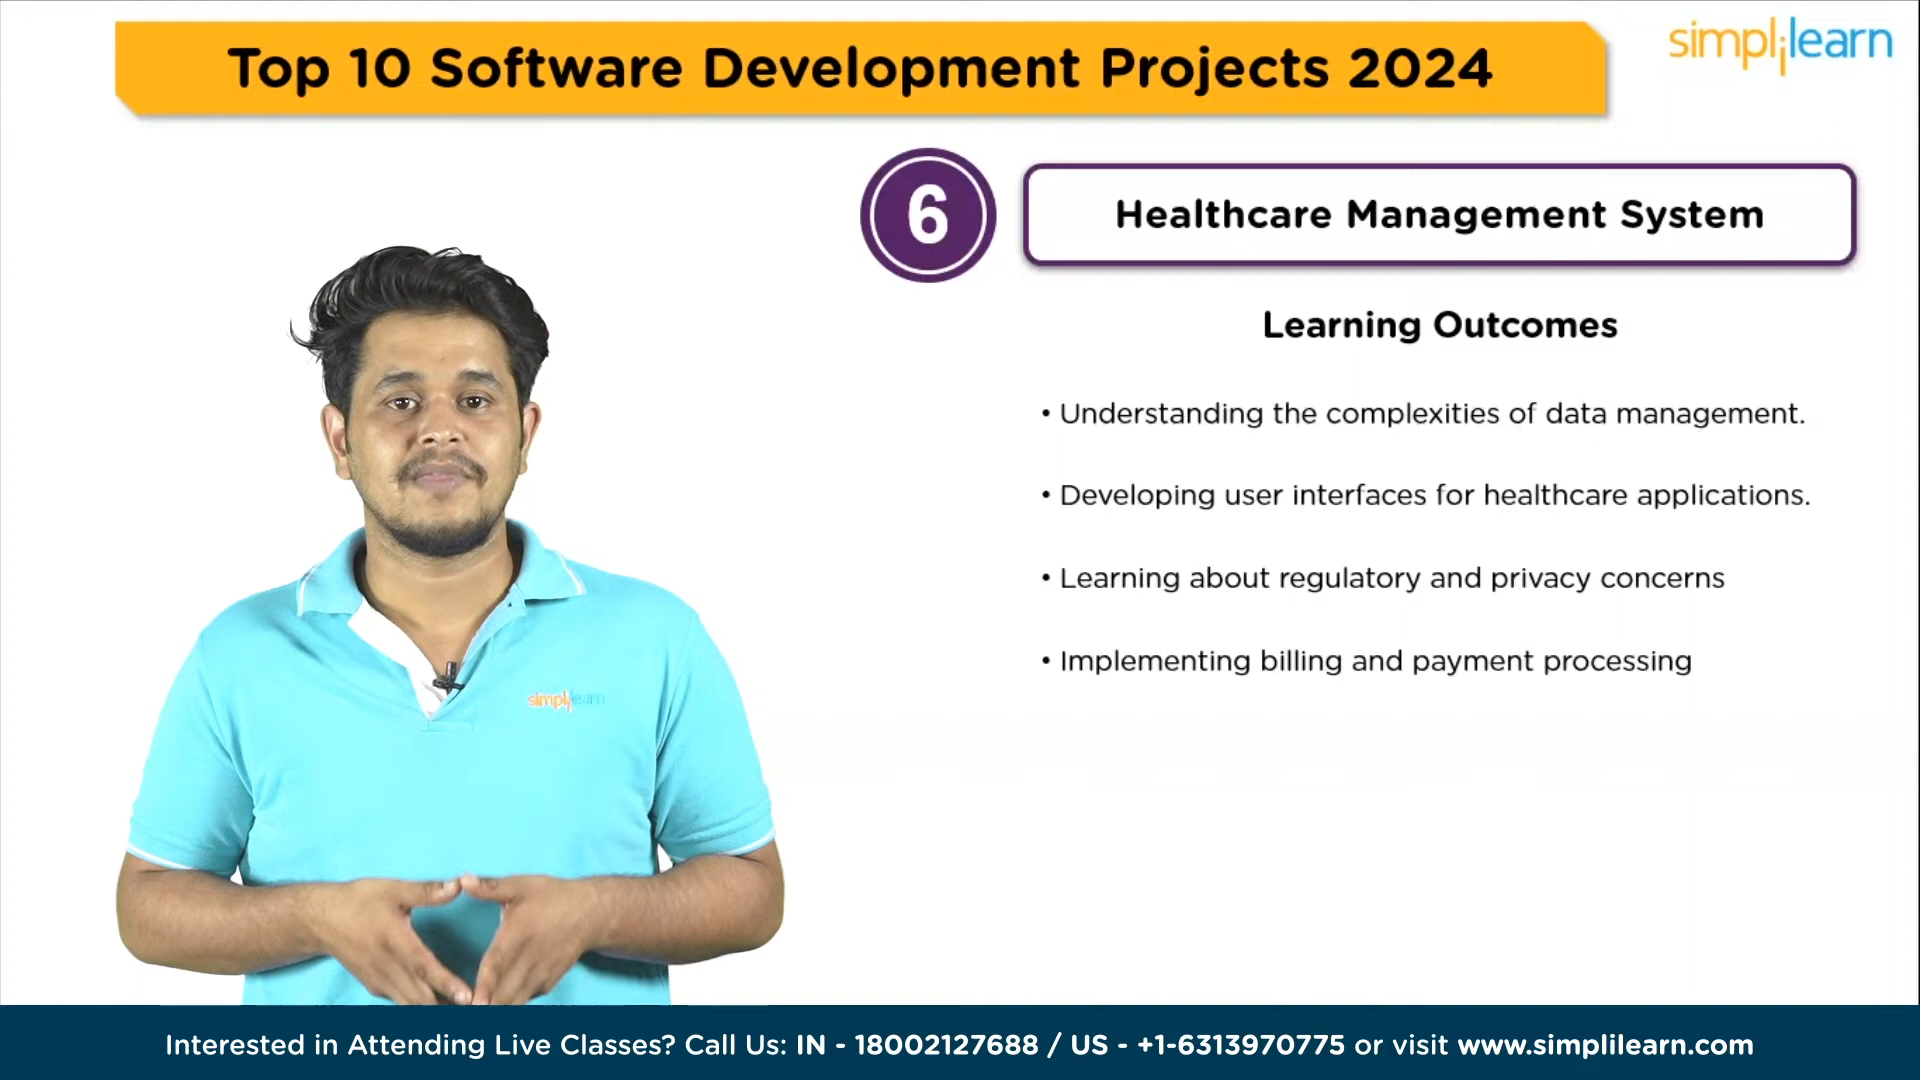 Top 10 Software Development Projects 2024
simplilearn
6
Healthcare Management System
Learning Outcomes
• Understanding the complexities of data management.
• Developing user interfaces for healthcare applications.
• Learning about regulatory and privacy concerns
• Implementing billing and payment processing
simplilearn
Interested in Attending Live Classes? Call Us: IN - 18002127688 / US - +1-6313970775 or visit www.simplilearn.com